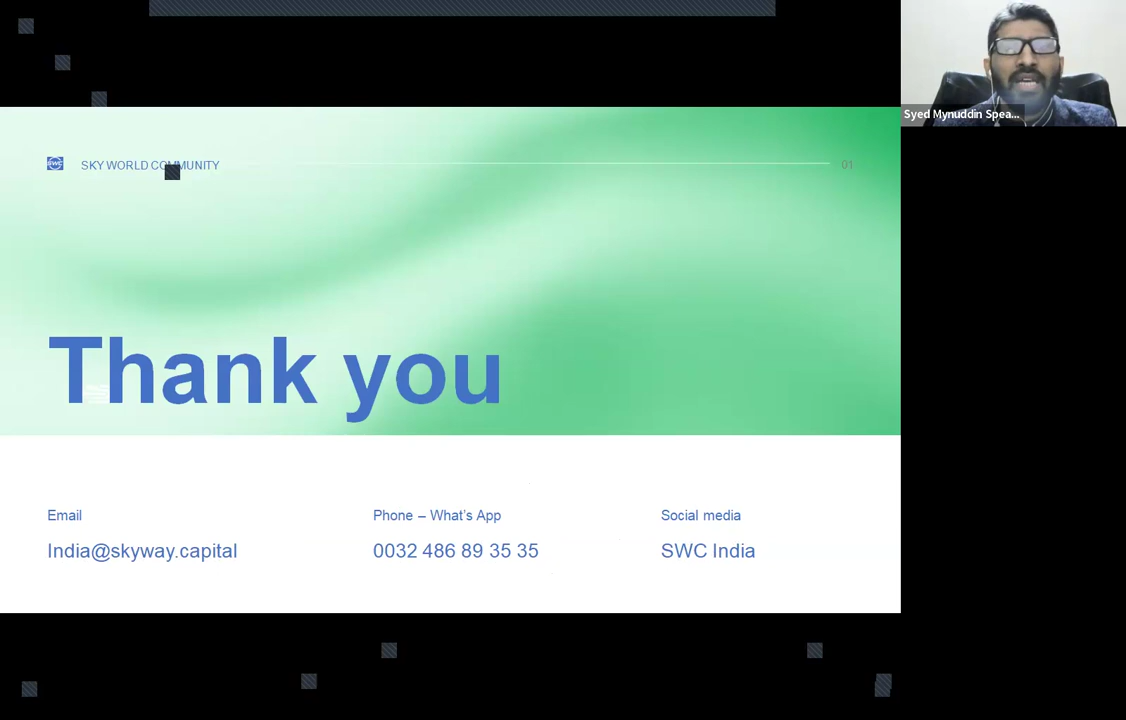 Syed Mynuddin Spea...
SWC
SKY WORLD COMMUNITY
01
Thank you
Email
Phone – What's App
Social media
India@skyway.capital
0032 486 89 35 35
SWC India